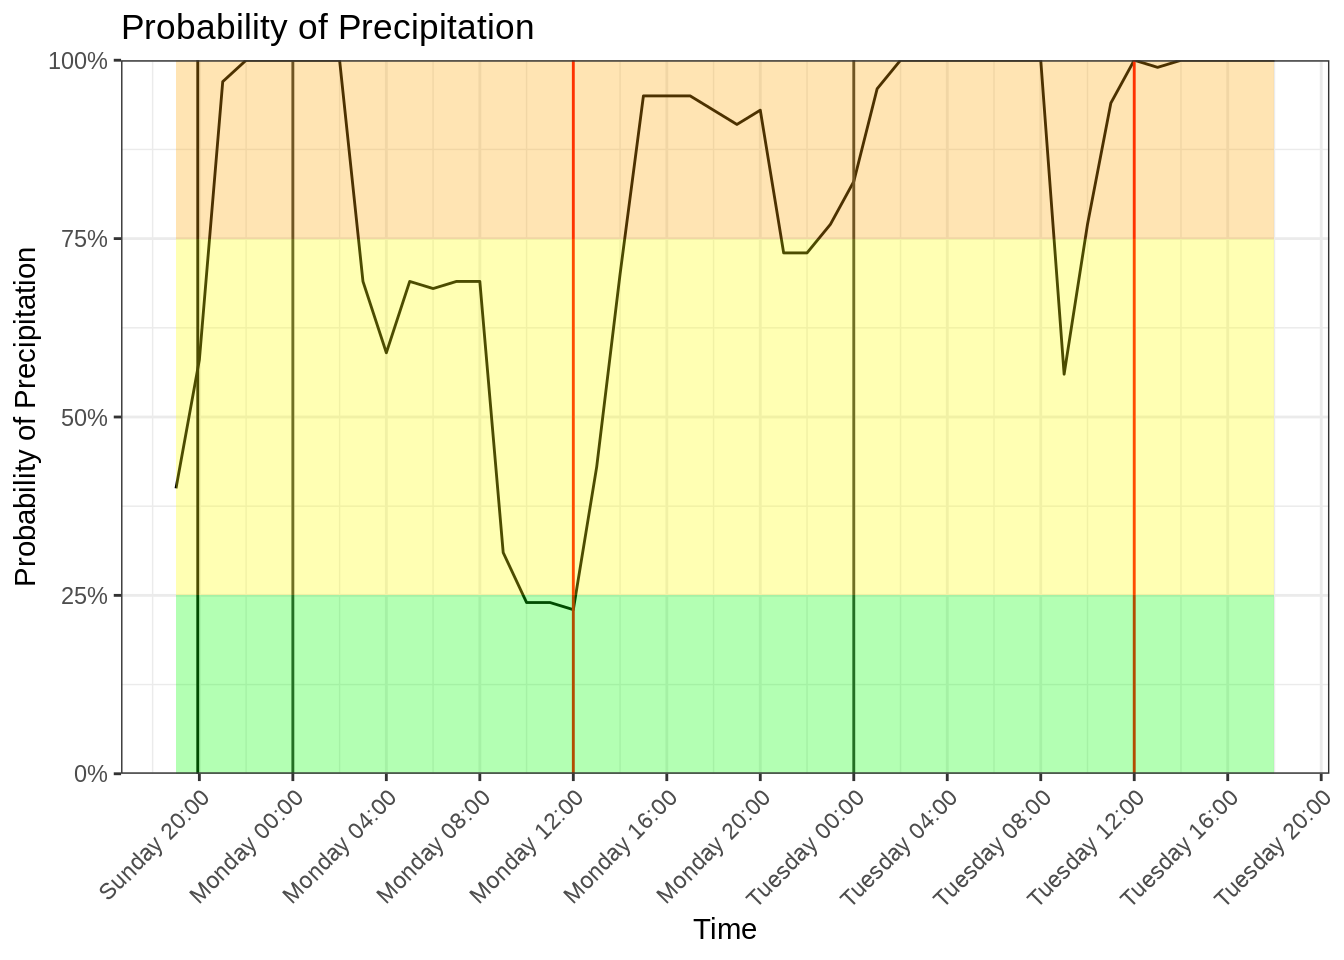 Probability of Precipitation
Probability of Precipitation
100%
75%
50%
25%
0%
Sunday 20:00
Monday 00:00
Monday 04:00
Monday 08:00
Monday 12:00
Monday 16:00
Monday 20:00
Tuesday 00:00
Tuesday 04:00
Tuesday 08:00
Tuesday 12:00
Tuesday 16:00
Tuesday 20:00
Time